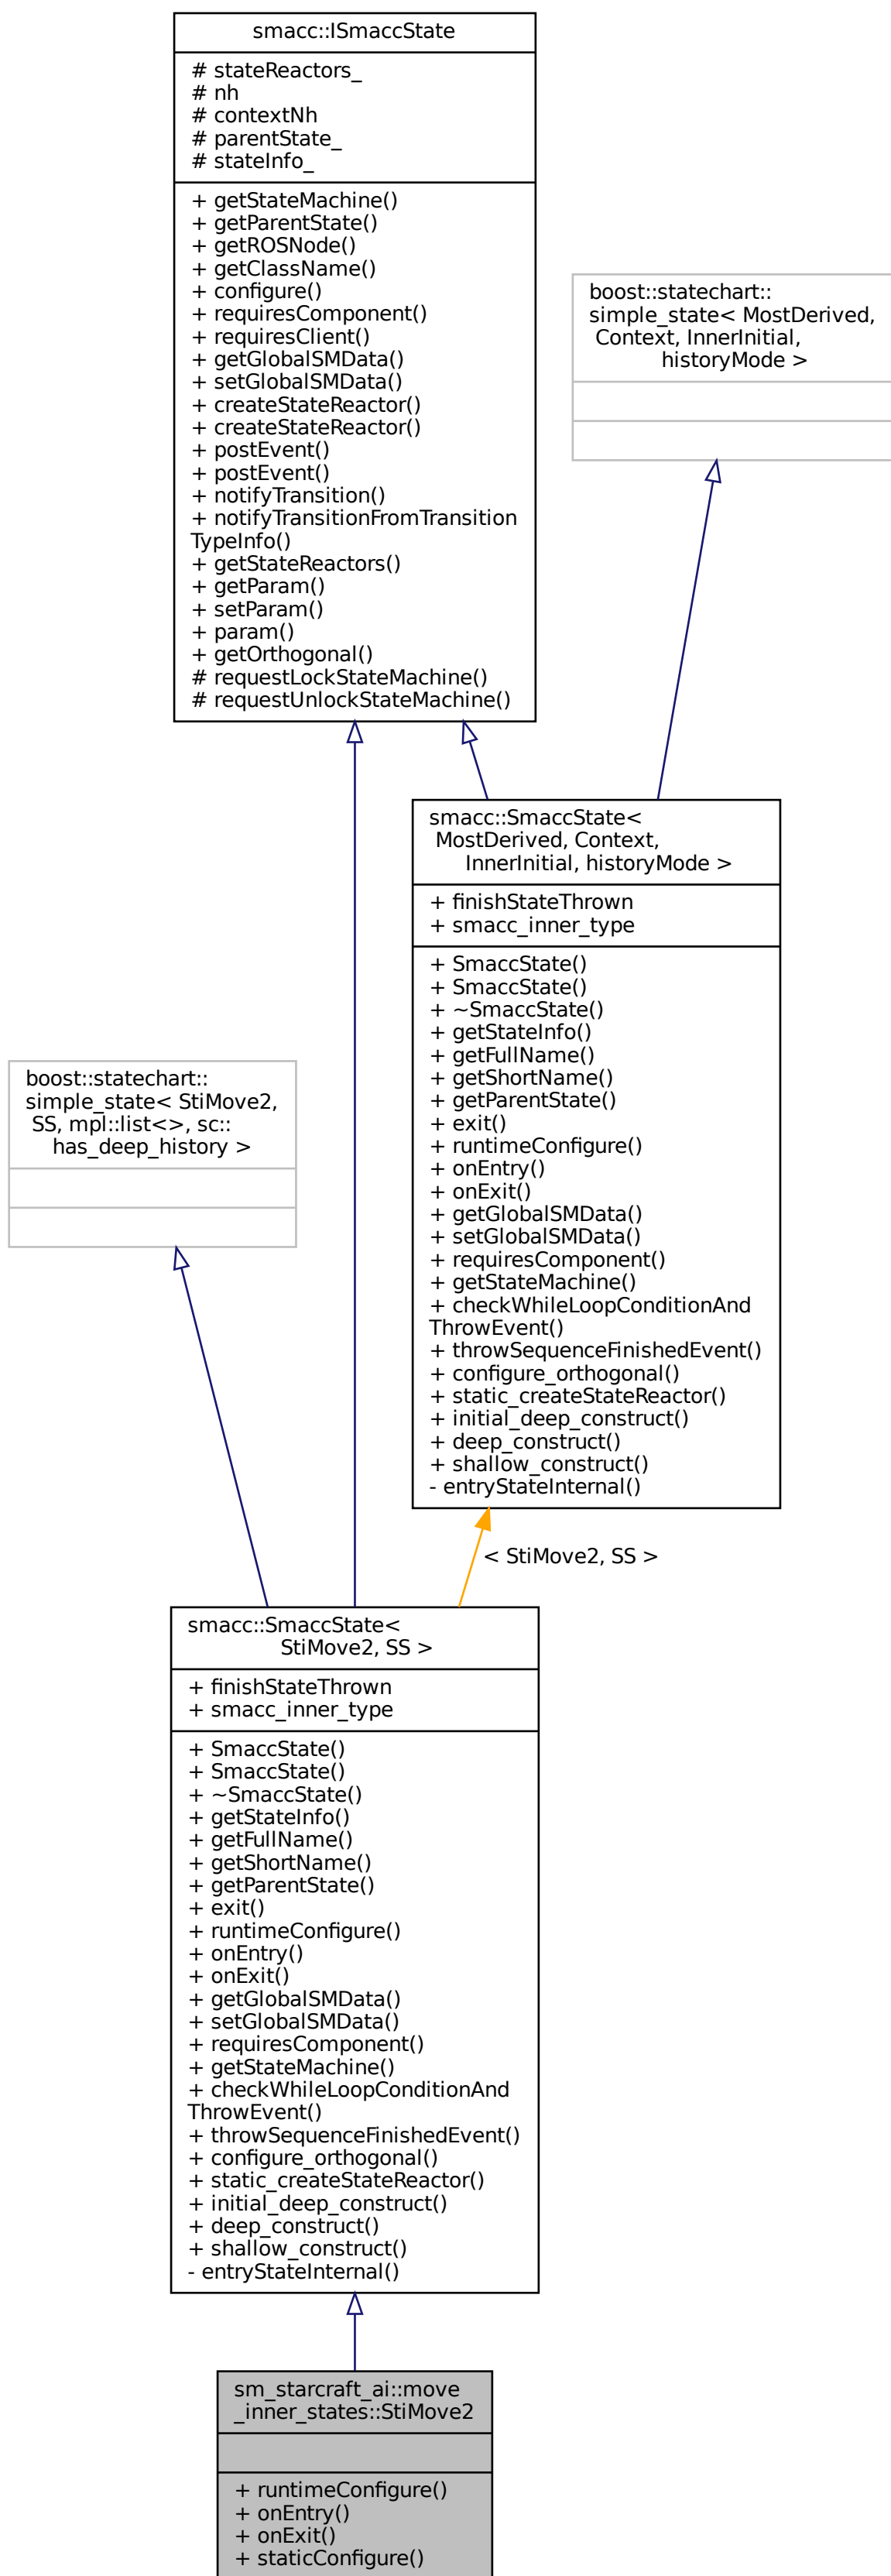 smacc::ISmaccState
# stateReactors_
# nh
# contextNh
# parentState_
# stateInfo_
+ getStateMachine()
+ getParentState()
+ getROSNode()
+ getClassName()
+ configure()
+ requiresComponent()
+ requiresClient()
+ getGlobalSMData()
+ setGlobalSMData()
+ createStateReactor()
+ createStateReactor()
+ postEvent()
+ postEvent()
+ notifyTransition()
+ notifyTransitionFromTransition
TypeInfo()
+ getStateReactors()
+ getParam()
+ setParam()
+ param()
+ getOrthogonal()
# requestLockStateMachine()
# requestUnlockStateMachine()
boost::statechart::
simple_state< MostDerived,
Context, InnerInitial,
historyMode >
smacc::SmaccState<
MostDerived, Context,
InnerInitial, historyMode >
+ finishStateThrown
+ smacc_inner_type
+ SmaccState()
+ SmaccState()
+ ~SmaccState()
+ getStateInfo()
+ getFullName()
+ getShortName()
+ getParentState()
+ exit()
+ runtimeConfigure()
+ onEntry()
+ onExit()
+ getGlobalSMData()
+ setGlobalSMData()
+ requiresComponent()
+ getStateMachine()
+ checkWhileLoopConditionAnd
ThrowEvent()
+ throwSequenceFinishedEvent()
+ configure_orthogonal()
+ static_createStateReactor()
+ initial_deep_construct()
+ deep_construct()
+ shallow_construct()
- entryStateInternal()
boost::statechart::
simple_state< StiMove2,
SS, mpl::list<>, sc::
has_deep_history >
< StiMove2, SS >
smacc::SmaccState<
StiMove2, SS >
+ finishStateThrown
+ smacc_inner_type
+ SmaccState()
+ SmaccState()
+ ~SmaccState()
+ getStateInfo()
+ getFullName()
+ getShortName()
+ getParentState()
+ exit()
+ runtimeConfigure()
+ onEntry()
+ onExit()
+ getGlobalSMData()
+ setGlobalSMData()
+ requiresComponent()
+ getStateMachine()
+ checkWhileLoopConditionAnd
ThrowEvent()
+ throwSequenceFinishedEvent()
+ configure_orthogonal()
+ static_createStateReactor()
+ initial_deep_construct()
+ deep_construct()
+ shallow_construct()
- entryStateInternal()
sm_starcraft_ai::move
_inner_states::StiMove2
+ runtimeConfigure()
+ onEntry()
+ onExit()
+ staticConfigure()